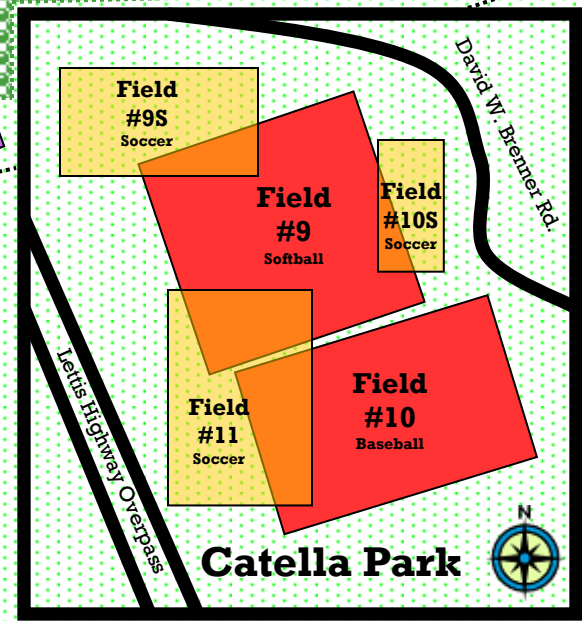 Field
#9S
Soccer
David W. Brenner Rd.
Field
#9
Softball
Field
#10S
Soccer
Field
#10
Baseball
Field
#11
Soccer
Lettis Highway Overpass
Catella Park
N